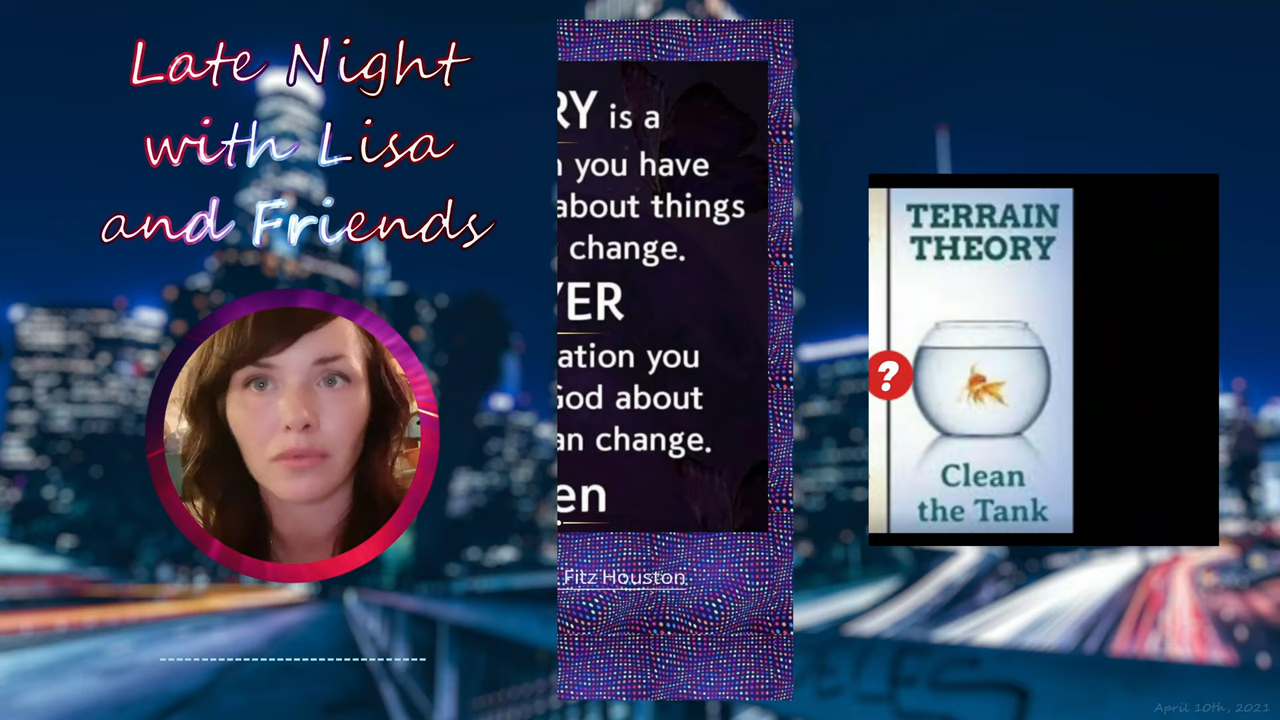 Late Night
with Lisa
and Friends
RY is a
you have
about things
change.
YER
ation you
God about
an change.
en
Fitz Houston
TERRAIN
THEORY
?
Clean
the Tank
April 10th, 2021